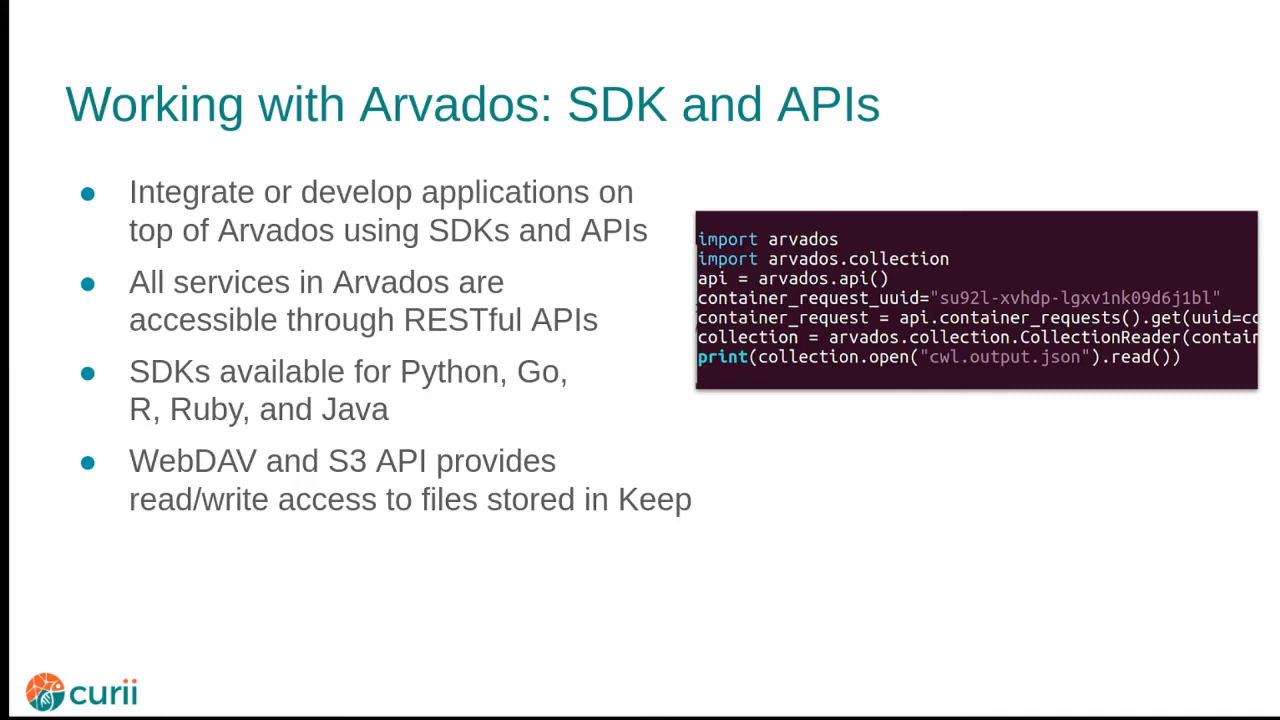 Working with Arvados: SDK and APIs
● Integrate or develop applications on
top of Arvados using SDKs and APIs
● All services in Arvados are
accessible through RESTful APIs
● SDKs available for Python, Go,
R, Ruby, and Java
● WebDAV and S3 API provides
read/write access to files stored in Keep
import arvados
import arvados.collection
api = arvados.api()
container_request_uuid="su92l-xvhdp-lgxv1nk09d6j1bl"
container_request = api.container_requests().get(uuid=cc
collection = arvados.collection.CollectionReader(contain
print(collection.open("cwl.output.json").read())
curii